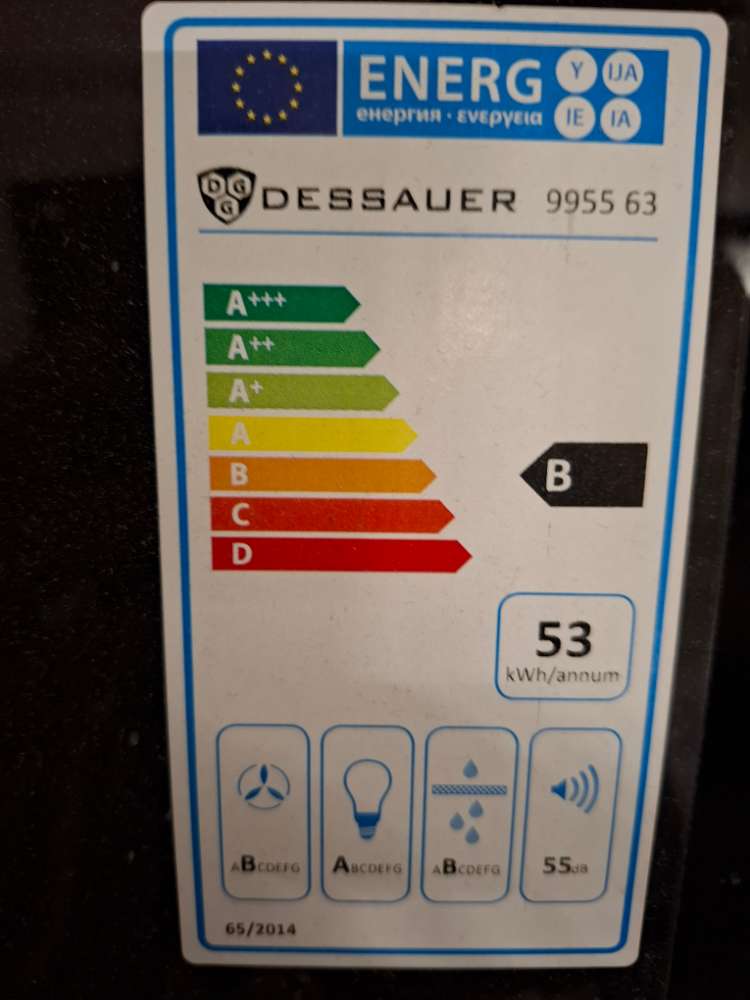 ENERG Y IJA
енергия · ενεργεια IE IA
DGG DESSAUER 9955 63
A+++
A++
A+
A
B
B
C
D
53
kWh/annum
ABCDEFG ABCDEFG ABCDEFG 55dB
65/2014